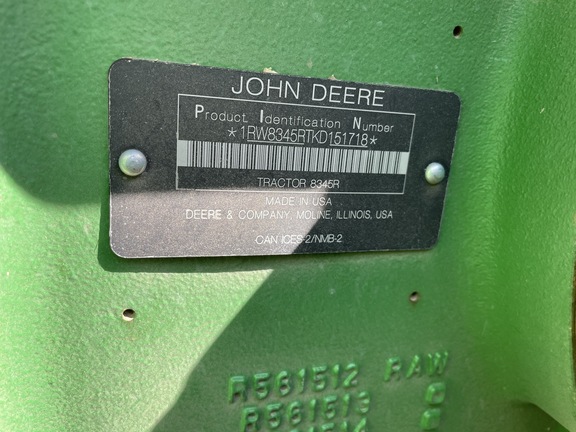 JOHN DEERE
Product Identification Number
*1RW8345RTKD151718*
TRACTOR 8345R
MADE IN USA
DEERE & COMPANY, MOLINE, ILLINOIS, USA
CAN ICES-2/NMB-2
R561512 RAW
R561513